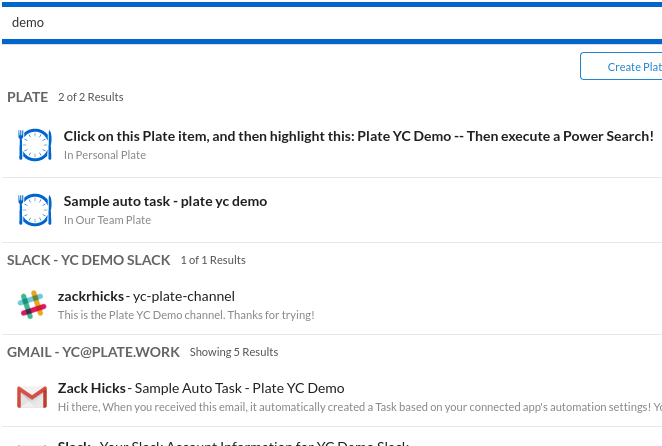 demo
Create Plat
PLATE 2 of 2 Results
Click on this Plate item, and then highlight this: Plate YC Demo -- Then execute a Power Search!
In Personal Plate
Sample auto task - plate yc demo
In Our Team Plate
SLACK - YC DEMO SLACK 1 of 1 Results
zackrhicks - yc-plate-channel
This is the Plate YC Demo channel. Thanks for trying!
GMAIL - YC@PLATE.WORK Showing 5 Results
Zack Hicks - Sample Auto Task - Plate YC Demo
Hi there, When you received this email, it automatically created a Task based on your connected app's automation settings! Yo
Slack - Your Slack Account Information for YC Demo Slack